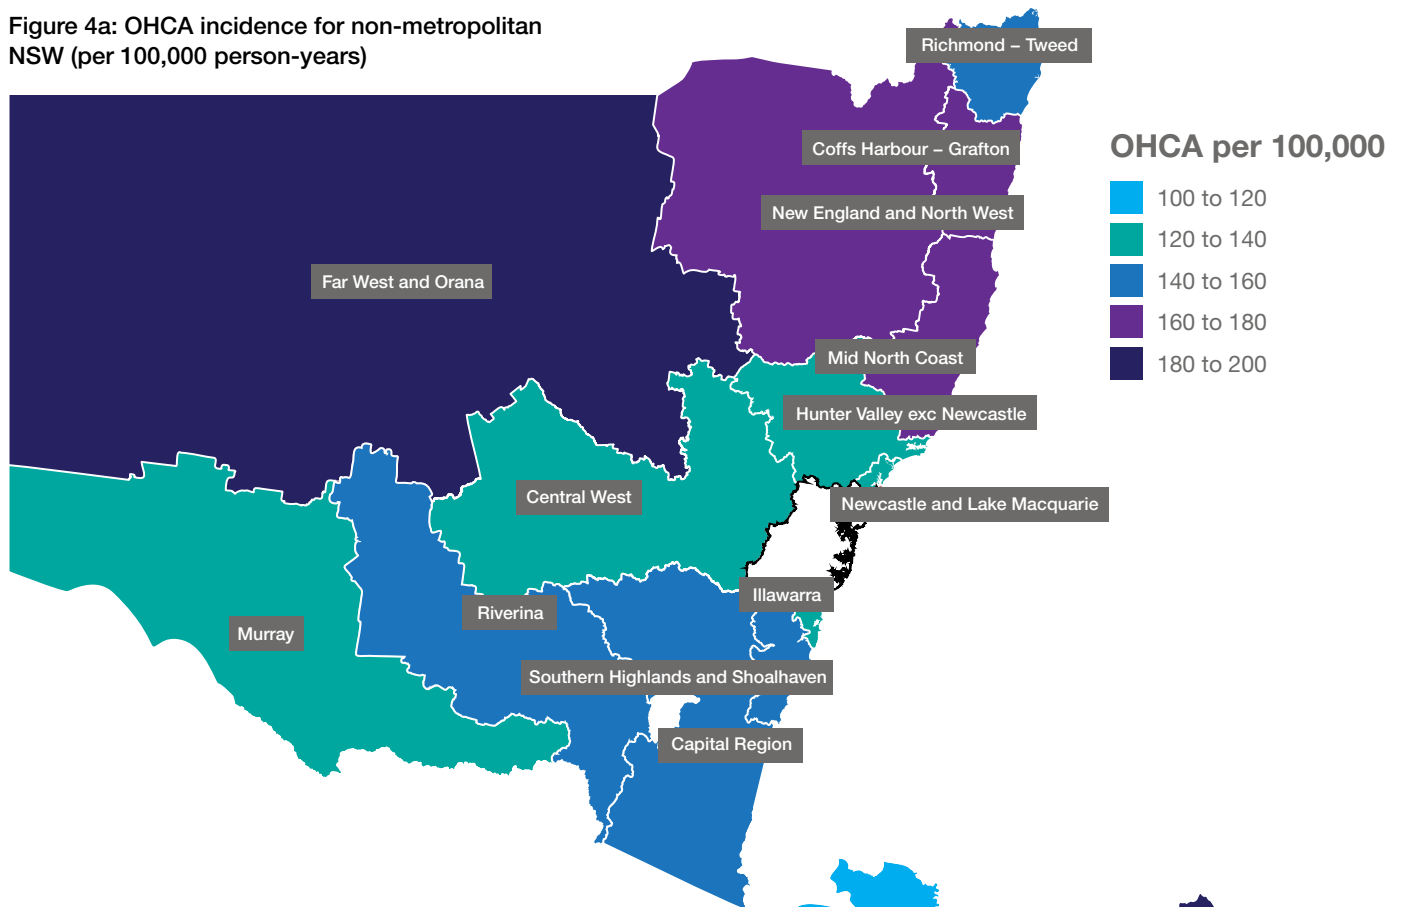 Figure 4a: OHCA incidence for non-metropolitan
NSW (per 100,000 person-years)
Richmond – Tweed
Coffs Harbour – Grafton
New England and North West
Far West and Orana
Mid North Coast
Hunter Valley exc Newcastle
Central West
Newcastle and Lake Macquarie
Illawarra
Riverina
Murray
Southern Highlands and Shoalhaven
Capital Region
OHCA per 100,000
100 to 120
120 to 140
140 to 160
160 to 180
180 to 200